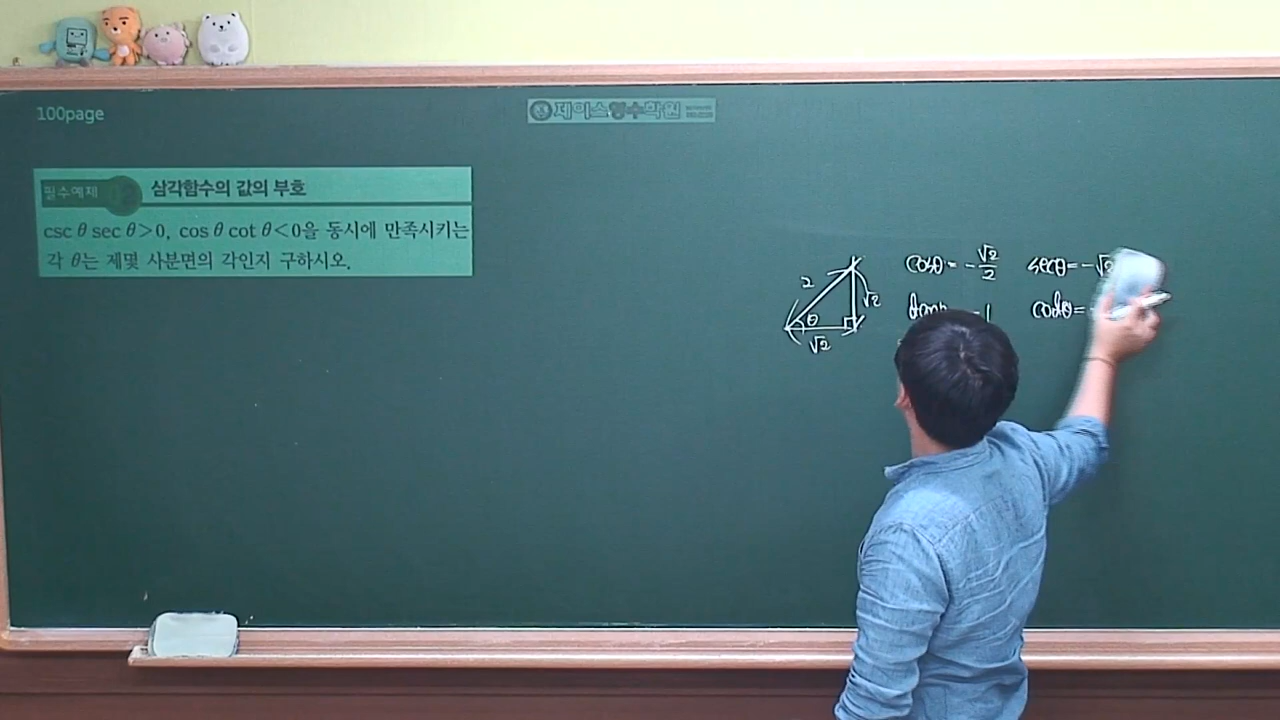 100page
제이스영수학원
필수예제
삼각함수의 값의 부호
csc θ sec θ>0, cos θ cot θ<0을 동시에 만족시키는
각 θ는 제몇 사분면의 각인지 구하시오.
2
θ
√2
√2
cosθ = -√2/2 secθ = -√2
-1 cotθ =